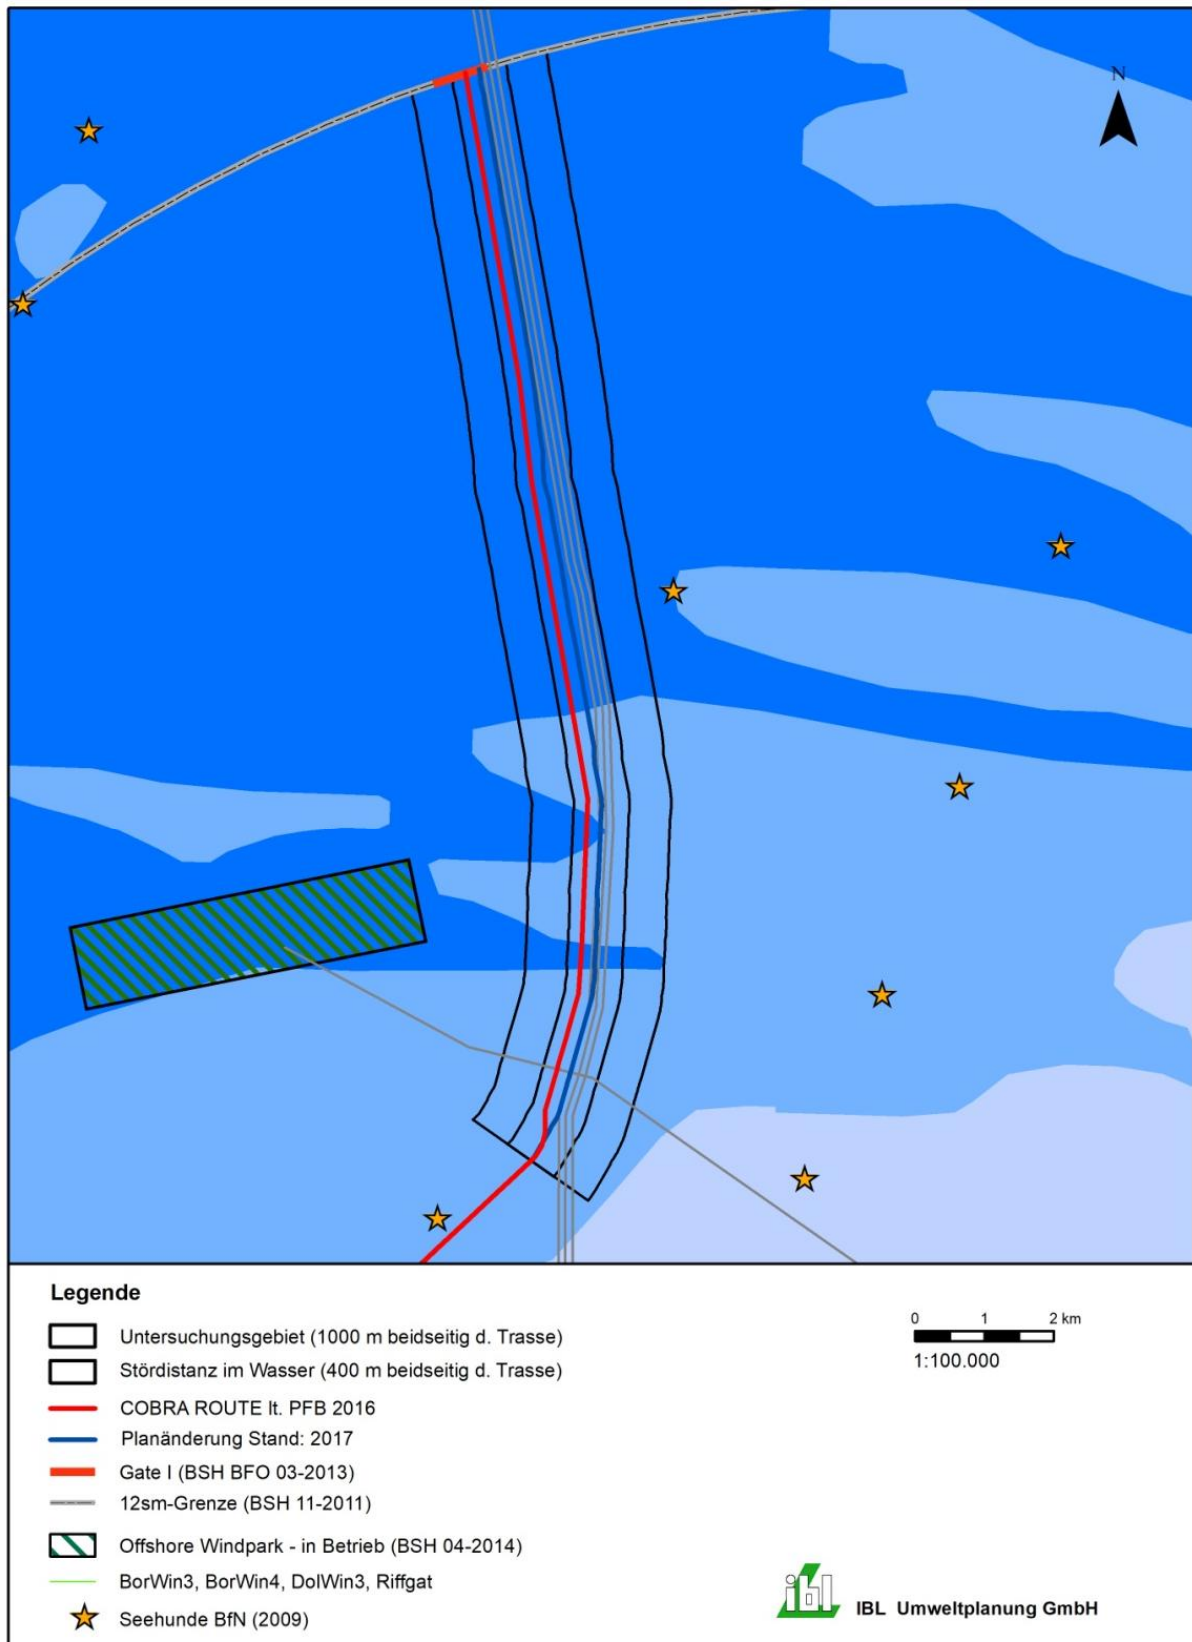 N
Legende
Untersuchungsgebiet (1000 m beidseitig d. Trasse)
Stördistanz im Wasser (400 m beidseitig d. Trasse)
COBRA ROUTE lt. PFB 2016
Planänderung Stand: 2017
Gate I (BSH BFO 03-2013)
12sm-Grenze (BSH 11-2011)
Offshore Windpark - in Betrieb (BSH 04-2014)
BorWin3, BorWin4, DolWin3, Riffgat
Seehunde BfN (2009)
0 1 2 km
1:100.000
ibl IBL Umweltplanung GmbH